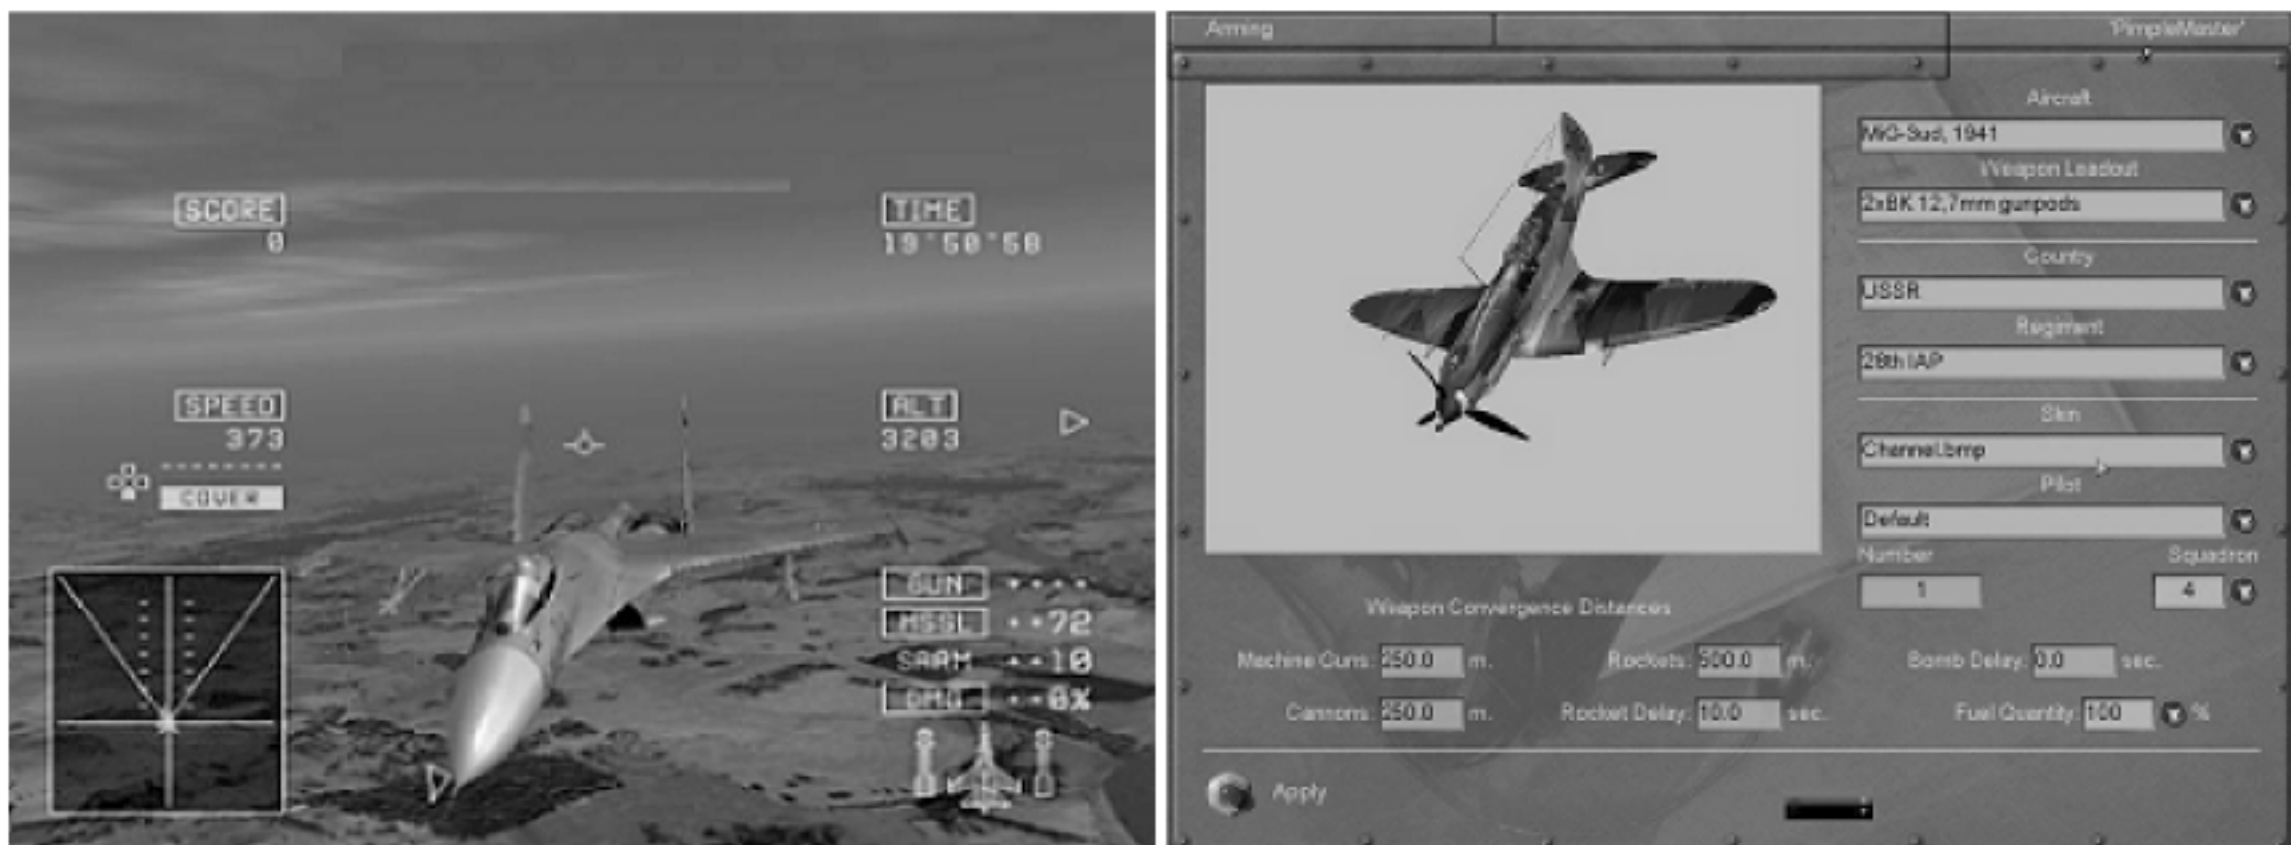 SCORE
0
TIME
19"50"50
SPEED
373
COVER
ALT
3203
GUN
MSSL 72
SAAM 10
DMG 0%
Arming
'PimpleMaster'
Aircraft
MiG-3ud, 1941
Weapon Loadout
2xBK 12,7mm gunpods
Country
USSR
Regiment
28th IAP
Skin
Channel.bmp
Pilot
Default
Number Squadron
1 4
Weapon Convergence Distances
Machine Guns: 250.0 m. Rockets: 500.0 m. Bomb Delay: 0.0 sec.
Cannons: 250.0 m. Rocket Delay: 10.0 sec. Fuel Quantity: 100 %
Apply